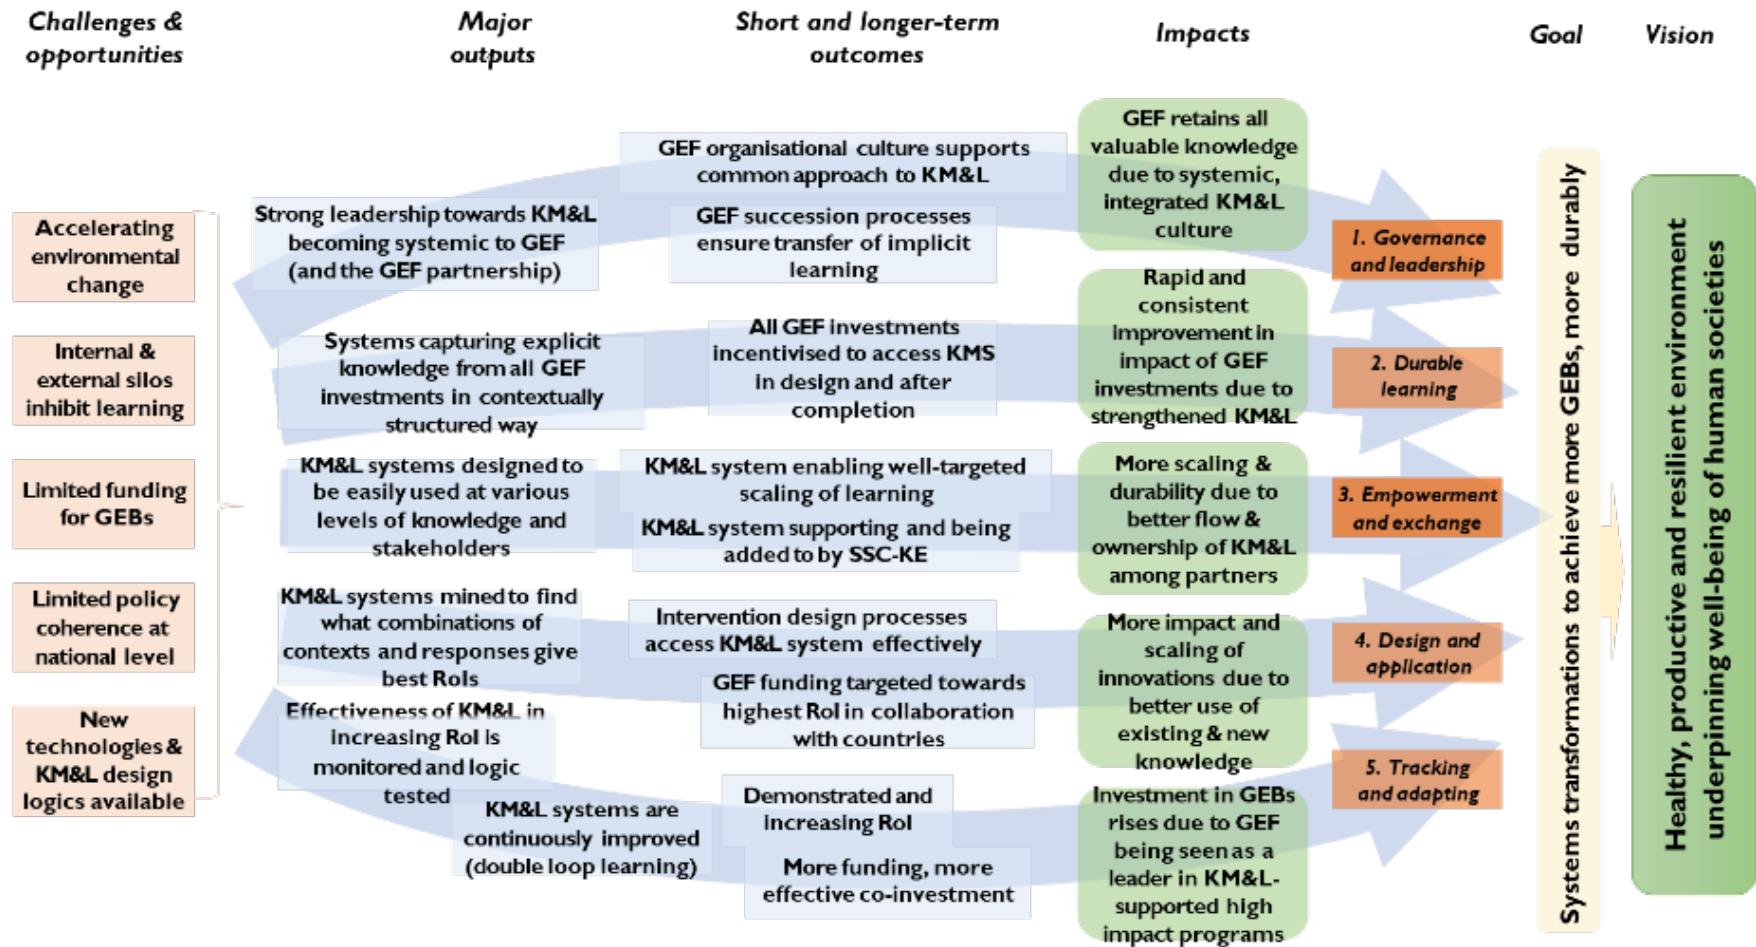 Challenges &
opportunities
Major
outputs
Short and longer-term
outcomes
Impacts
Goal
Vision
Accelerating
environmental
change
Internal &
external silos
inhibit learning
Limited funding
for GEBs
Limited policy
coherence at
national level
New
technologies &
KM&L design
logics available
Strong leadership towards KM&L
becoming systemic to GEF
(and the GEF partnership)
Systems capturing explicit
knowledge from all GEF
investments in contextually
structured way
KM&L systems designed to
be easily used at various
levels of knowledge and
stakeholders
KM&L systems mined to find
what combinations of
contexts and responses give
best RoIs
Effectiveness of KM&L in
increasing RoI is
monitored and logic
tested
KM&L systems are
continuously improved
(double loop learning)
GEF organisational culture supports
common approach to KM&L
GEF succession processes
ensure transfer of implicit
learning
All GEF investments
incentivised to access KMS
in design and after
completion
KM&L system enabling well-targeted
scaling of learning
KM&L system supporting and being
added to by SSC-KE
Intervention design processes
access KM&L system effectively
GEF funding targeted towards
highest RoI in collaboration
with countries
Demonstrated and
increasing RoI
More funding, more
effective co-investment
GEF retains all
valuable knowledge
due to systemic,
integrated KM&L
culture
Rapid and
consistent
improvement in
impact of GEF
investments due to
strengthened KM&L
More scaling &
durability due to
better flow &
ownership of KM&L
among partners
More impact and
scaling of
innovations due to
better use of
existing & new
knowledge
Investment in GEBs
rises due to GEF
being seen as a
leader in KM&L-
supported high
impact programs
1. Governance
and leadership
2. Durable
learning
3. Empowerment
and exchange
4. Design and
application
5. Tracking
and adapting
Systems transformations to achieve more GEBs, more durably
Healthy, productive and resilient environment
underpinning well-being of human societies